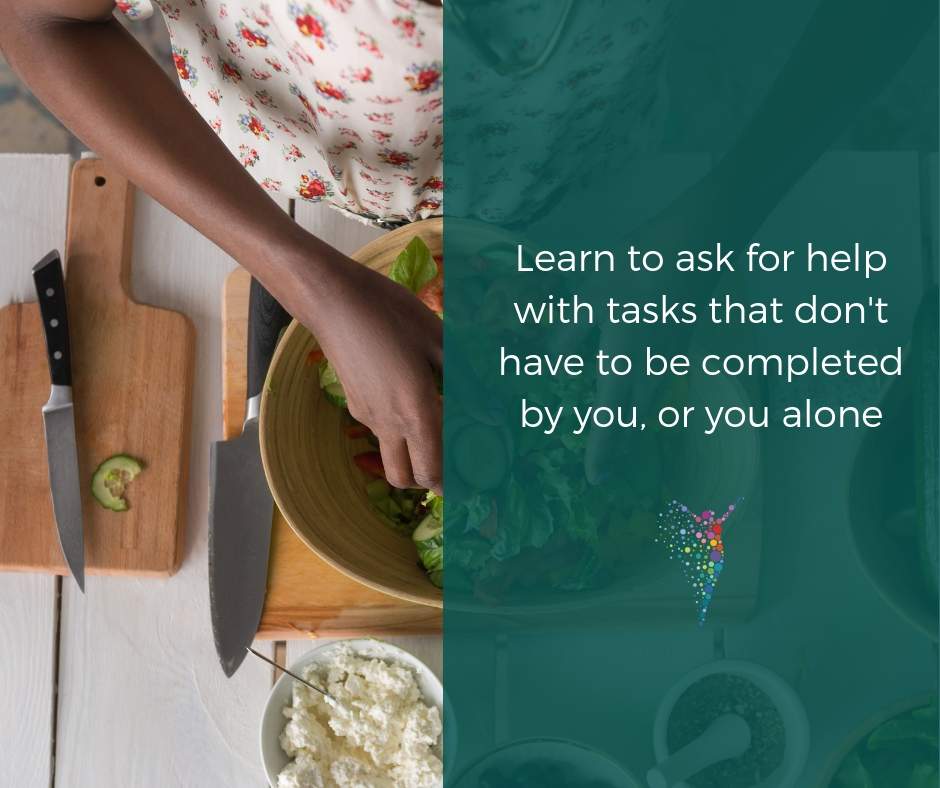 Learn to ask for help
with tasks that don't
have to be completed
by you, or you alone